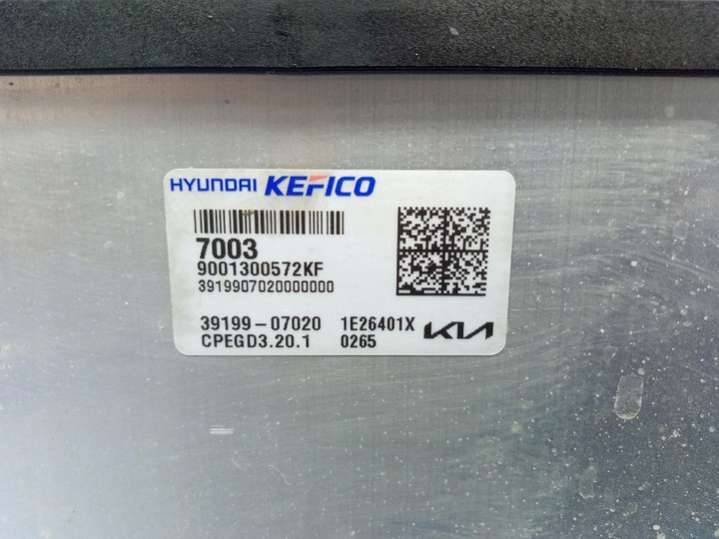 HYUNDAI KEFICO
7003
9001300572KF
3919907020000000
39199-07020 1E26401X KIA
CPEGD3.20.1 0265